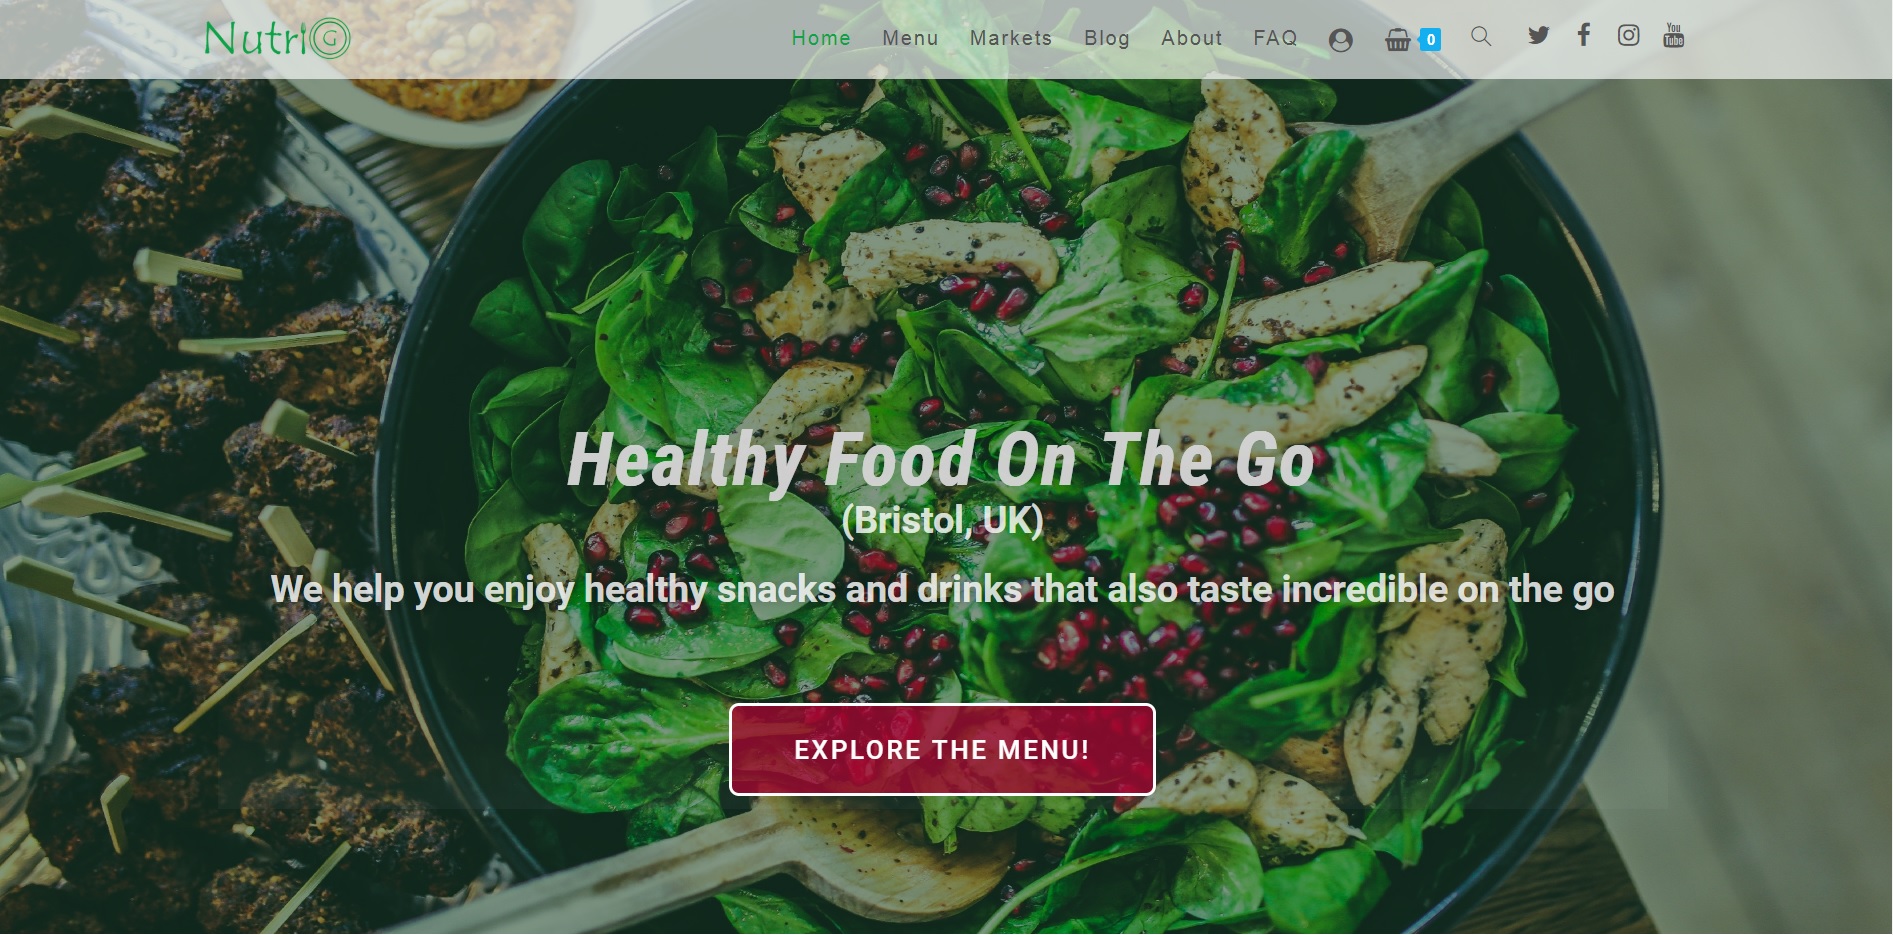 NutriG
Home Menu Markets Blog About FAQ 0 You Tube
Healthy Food On The Go
(Bristol, UK)
We help you enjoy healthy snacks and drinks that also taste incredible on the go
EXPLORE THE MENU!